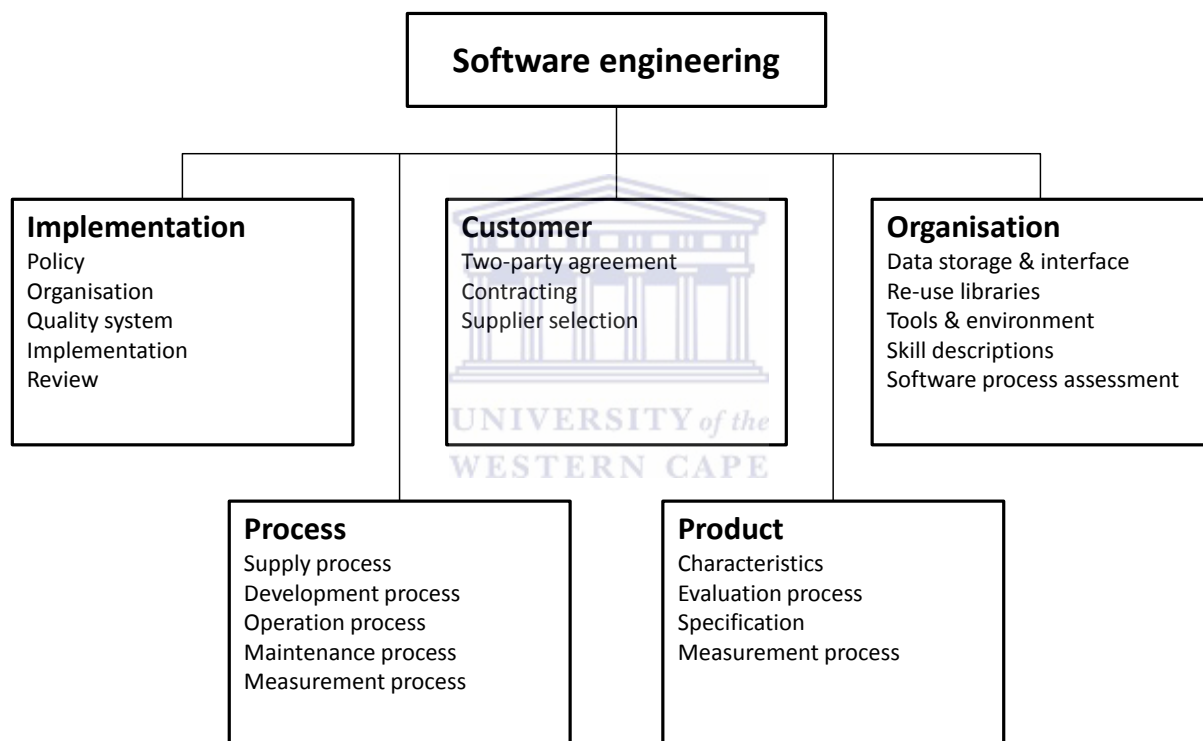 Software engineering
Implementation
Policy
Organisation
Quality system
Implementation
Review
Customer
Two-party agreement
Contracting
Supplier selection
Organisation
Data storage & interface
Re-use libraries
Tools & environment
Skill descriptions
Software process assessment
UNIVERSITY of the
WESTERN CAPE
Process
Supply process
Development process
Operation process
Maintenance process
Measurement process
Product
Characteristics
Evaluation process
Specification
Measurement process